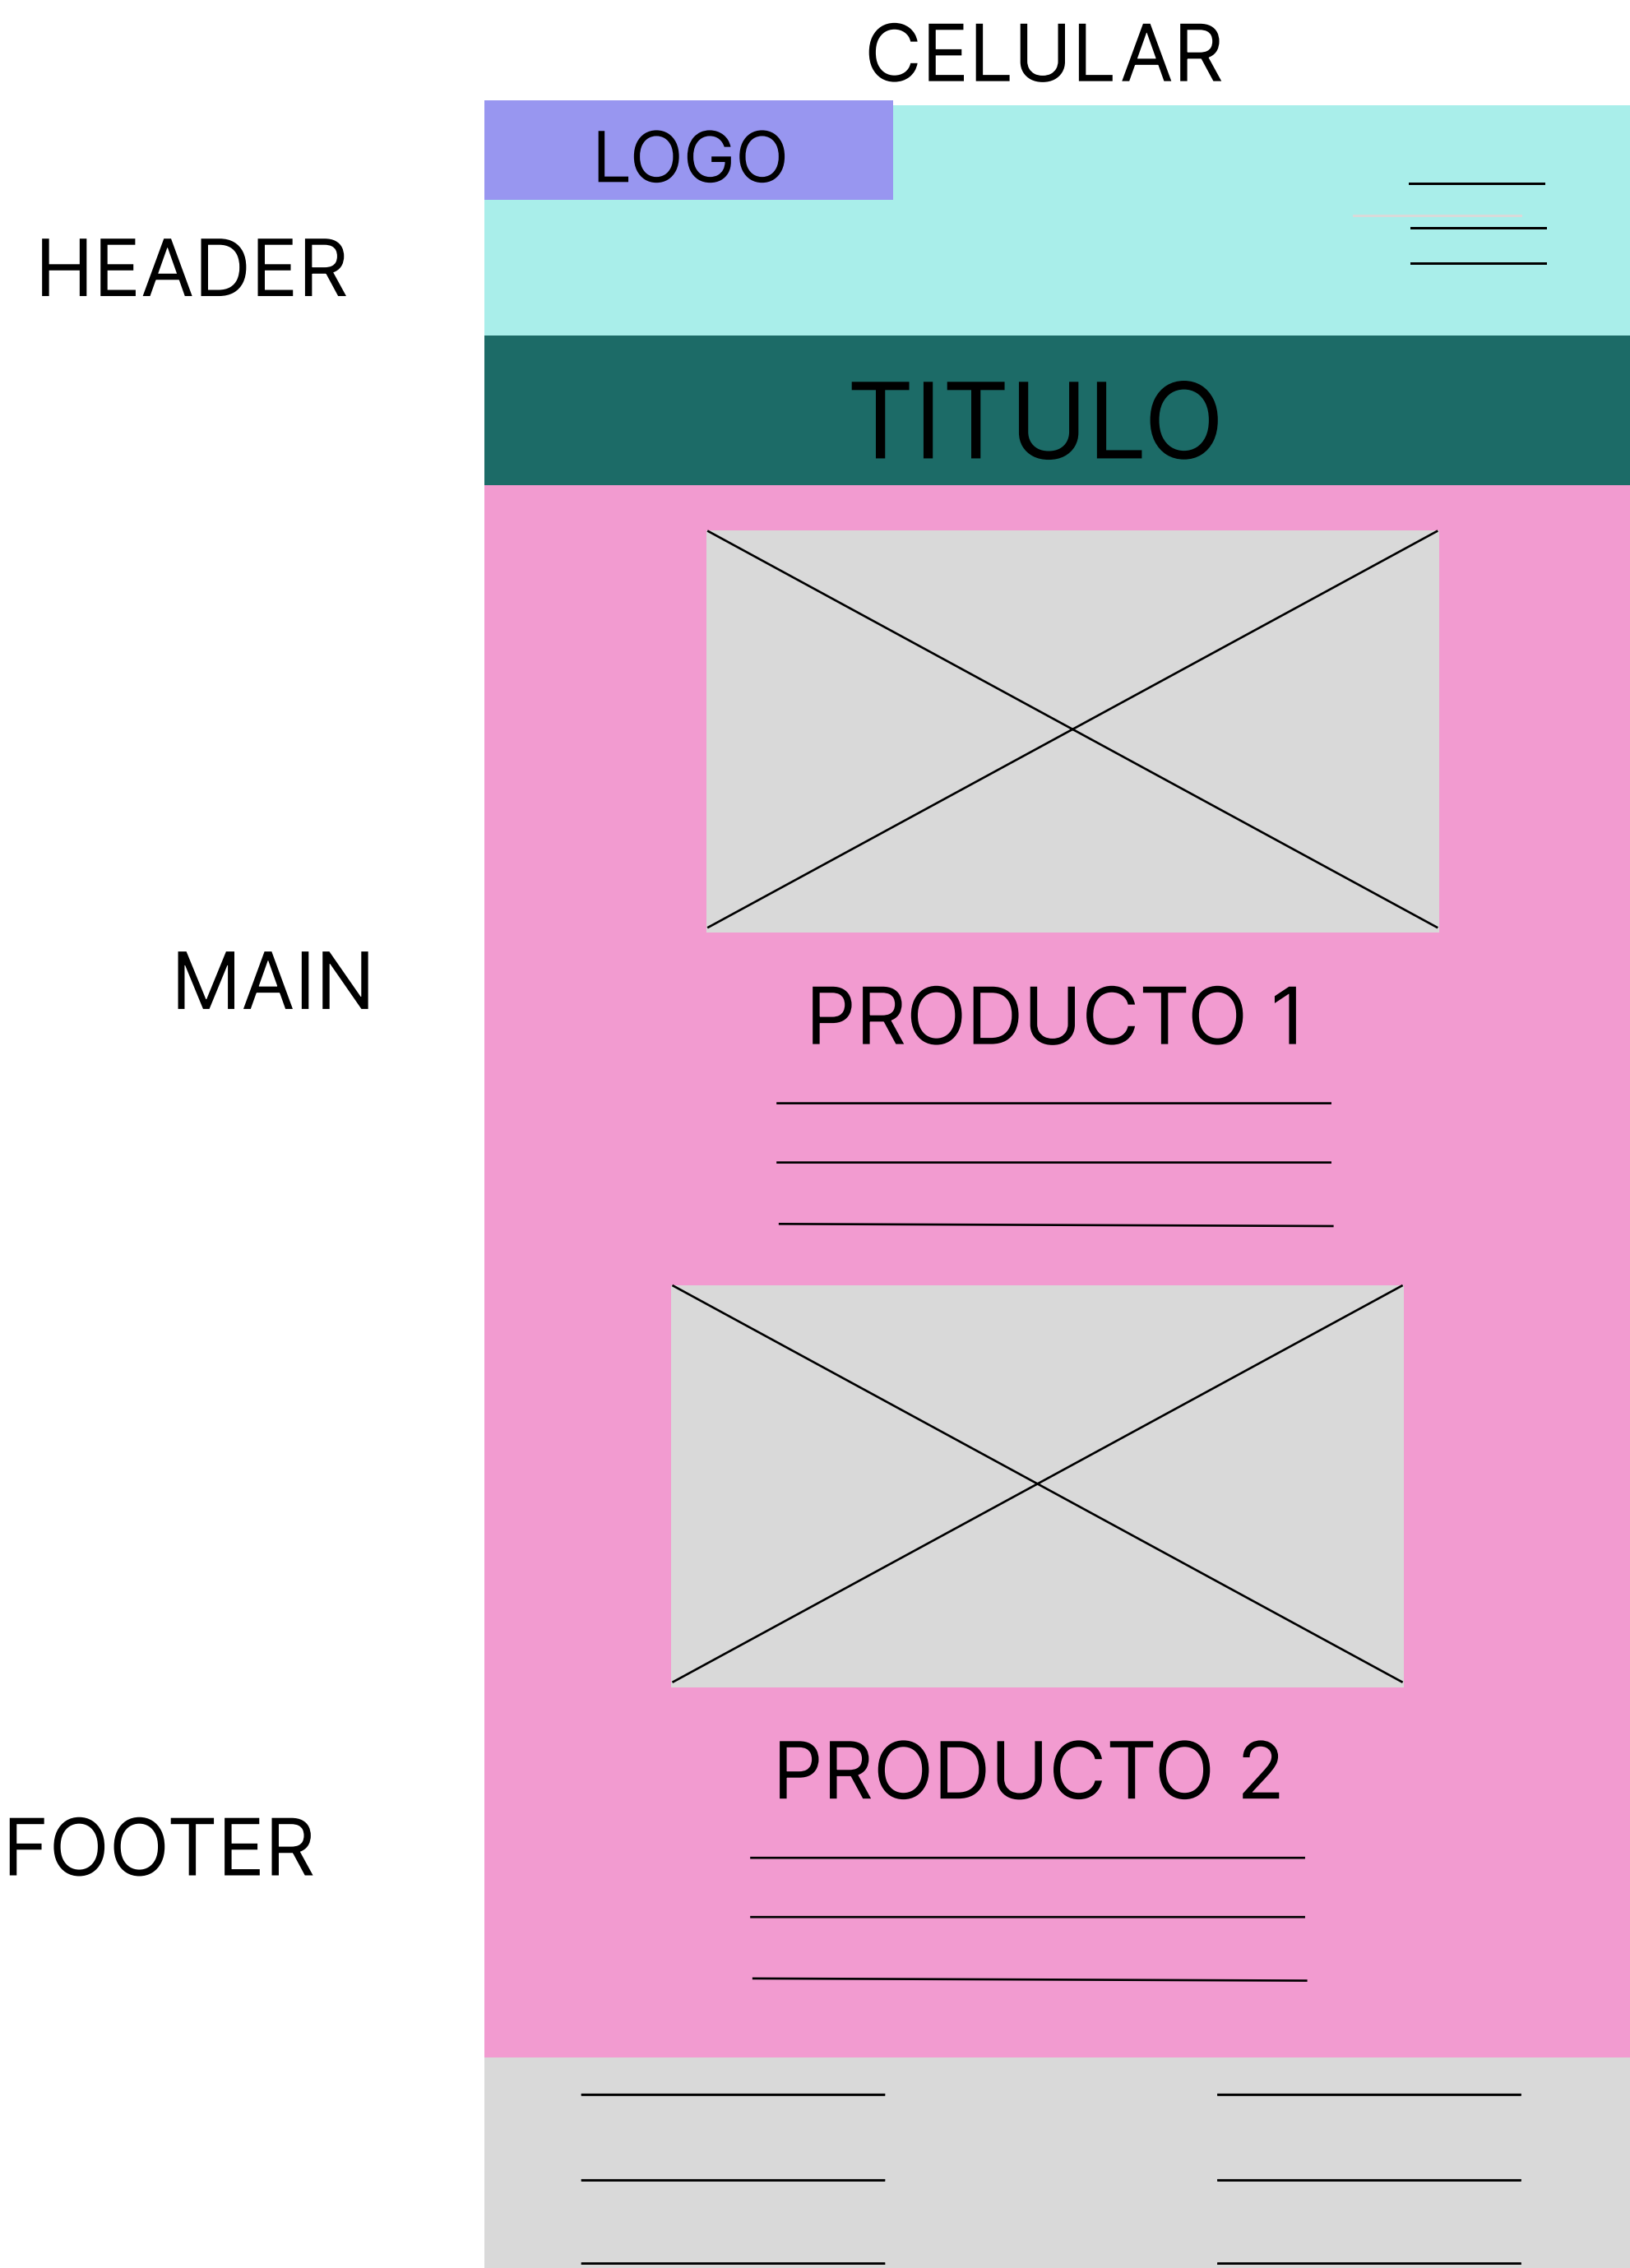 CELULAR
LOGO
HEADER
TITULO
MAIN
PRODUCTO 1
PRODUCTO 2
FOOTER